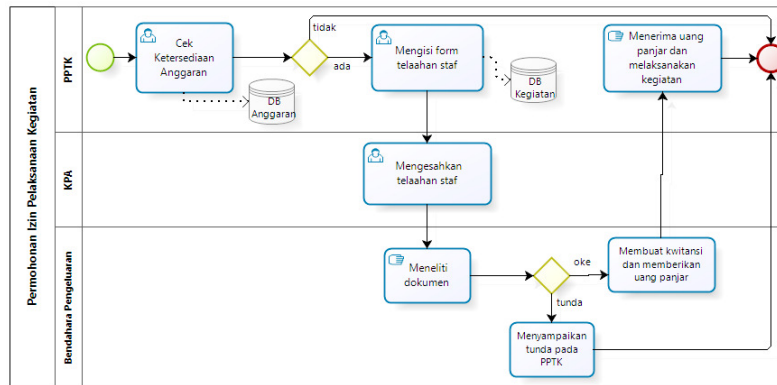 Permohonan Izin Pelaksanaan Kegiatan
PPTK
Cek
Ketersediaan
Anggaran
DB
Anggaran
tidak
ada
Mengisi form
telaahan staf
DB
Kegiatan
Menerima uang
panjar dan
melaksanakan
kegiatan
KPA
Mengesahkan
telaahan staf
Bendahara Pengeluaran
Meneliti
dokumen
oke
tunda
Membuat kwitansi
dan memberikan
uang panjar
Menyampaikan
tunda pada
PPTK